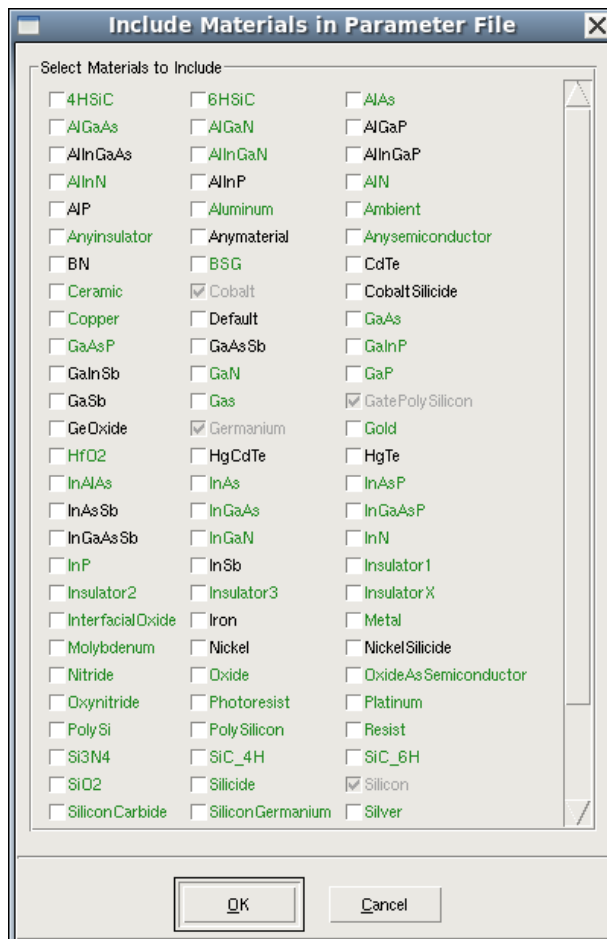 Include Materials in Parameter File
Select Materials to Include
4HSiC 6HSiC AlAs
AlGaAs AlGaN AlGaP
AlInGaAs AlInGaN AlInGaP
AlInN AlInP AlN
AlP Aluminum Ambient
Anyinsulator Anymaterial Anysemiconductor
BN BSG CdTe
Ceramic Cobalt CobaltSilicide
Copper Default GaAs
GaAsP GaAsSb GaInP
GaInSb GaN GaP
GaSb Gas GatePolySilicon
GeOxide Germanium Gold
HfO2 HgCdTe HgTe
InAlAs InAs InAsP
InAsSb InGaAs InGaAsP
InGaAsSb InGaN InN
InP InSb Insulator1
Insulator2 Insulator3 InsulatorX
InterfacialOxide Iron Metal
Molybdenum Nickel NickelSilicide
Nitride Oxide OxideAsSemiconductor
Oxynitride Photoresist Platinum
PolySi PolySilicon Resist
Si3N4 SiC_4H SiC_6H
SiO2 Silicide Silicon
SiliconCarbide SiliconGermanium Silver
OK Cancel